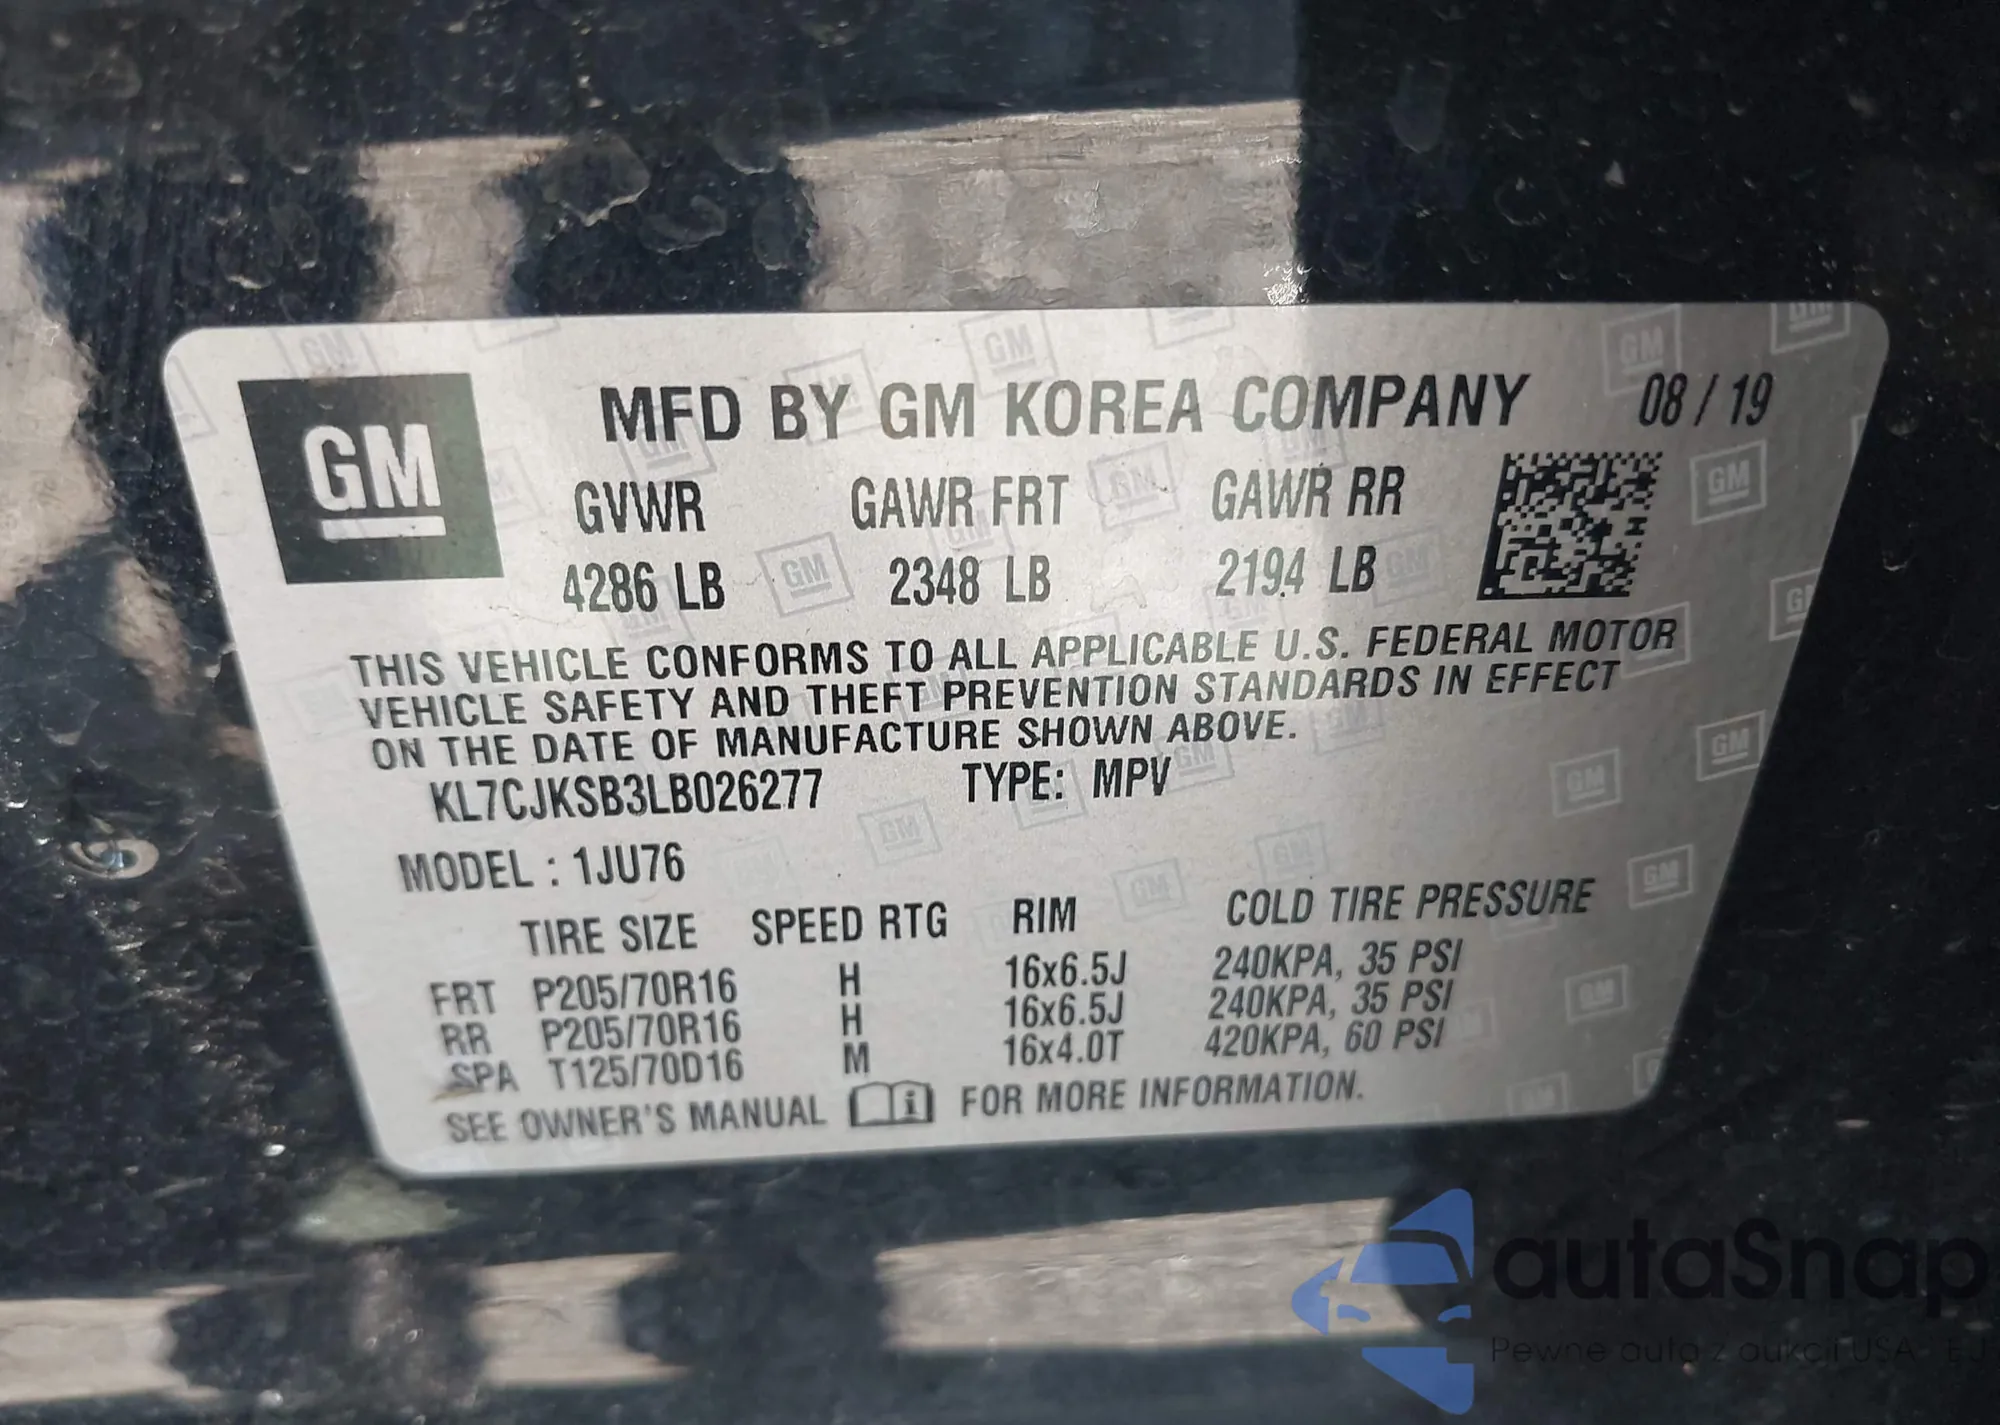 GM
MFD BY GM KOREA COMPANY 08 / 19
GVWR GAWR FRT GAWR RR
4286 LB 2348 LB 2194 LB
THIS VEHICLE CONFORMS TO ALL APPLICABLE U.S. FEDERAL MOTOR
VEHICLE SAFETY AND THEFT PREVENTION STANDARDS IN EFFECT
ON THE DATE OF MANUFACTURE SHOWN ABOVE.
KL7CJKSB3LB026277 TYPE: MPV
MODEL : 1JU76
TIRE SIZE SPEED RTG RIM COLD TIRE PRESSURE
FRT P205/70R16 H 16x6.5J 240KPA, 35 PSI
RR P205/70R16 H 16x6.5J 240KPA, 35 PSI
SPA T125/70D16 M 16x4.0T 420KPA, 60 PSI
SEE OWNER'S MANUAL i FOR MORE INFORMATION.
autaSnap
Pewne auta z aukcji USA